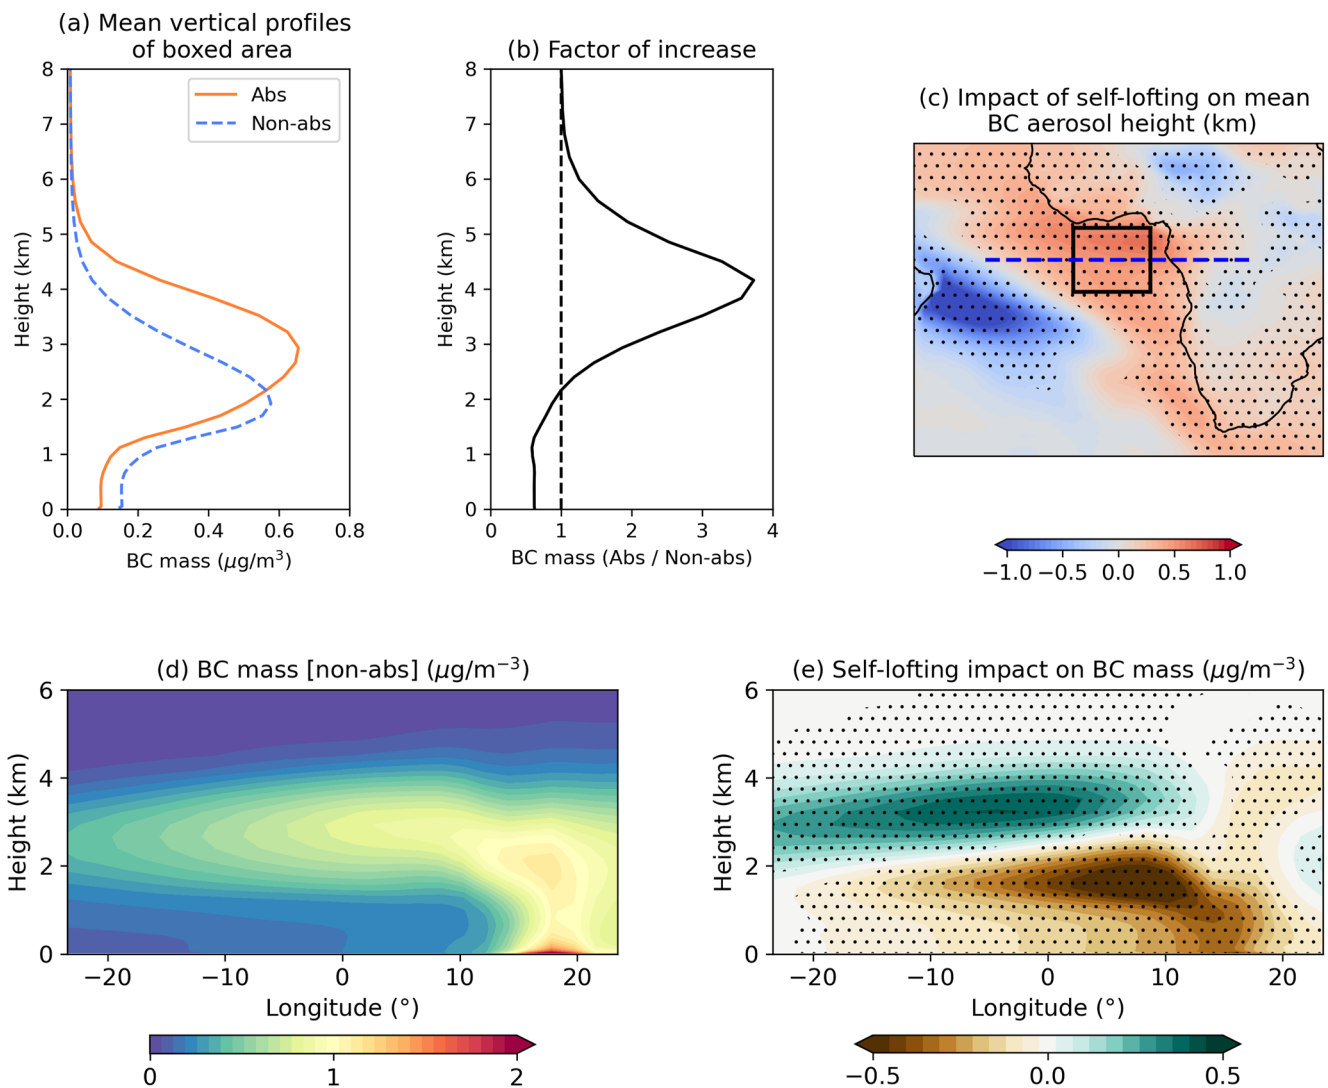 (a) Mean vertical profiles
of boxed area
8
7
6
5
4
3
2
1
0
Height (km)
Abs
Non-abs
0.0 0.2 0.4 0.6 0.8
BC mass (μg/m³)
(b) Factor of increase
8
7
6
5
4
3
2
1
0
Height (km)
0 1 2 3 4
BC mass (Abs / Non-abs)
(c) Impact of self-lofting on mean
BC aerosol height (km)
−1.0 −0.5 0.0 0.5 1.0
(d) BC mass [non-abs] (μg/m⁻³)
6
4
2
0
Height (km)
−20 −10 0 10 20
Longitude (°)
0 1 2
(e) Self-lofting impact on BC mass (μg/m⁻³)
6
4
2
0
Height (km)
−20 −10 0 10 20
Longitude (°)
−0.5 0.0 0.5